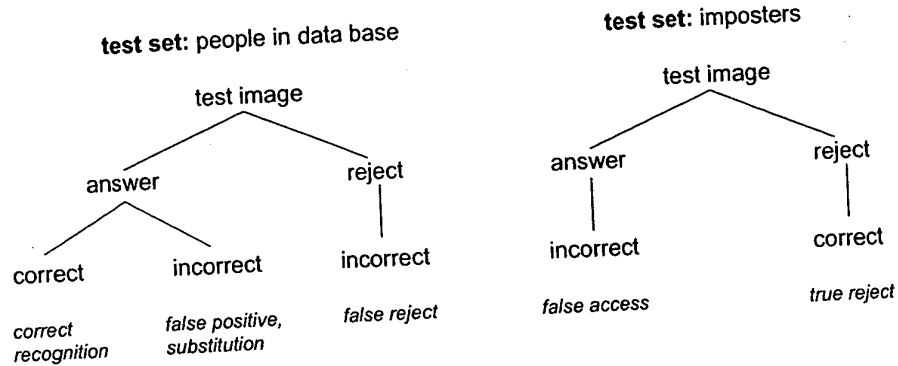 test set: people in data base
test image
answer
reject
correct
incorrect
incorrect
correct
recognition
false positive,
substitution
false reject
test set: imposters
test image
answer
reject
incorrect
correct
false access
true reject